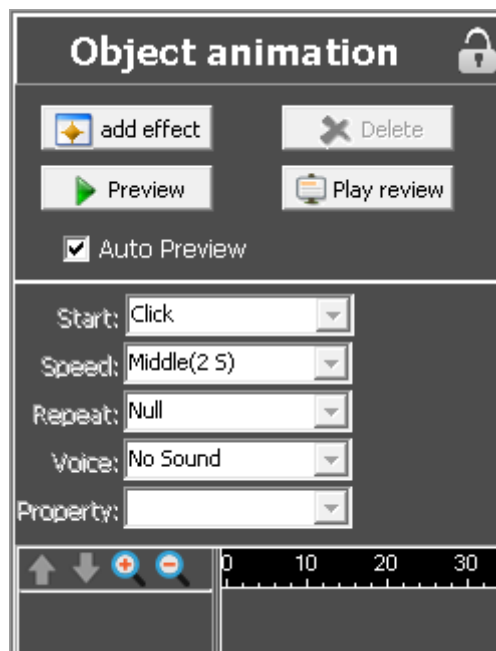 Object animation
add effect Delete
Preview Play review
Auto Preview
Start: Click
Speed: Middle(2 S)
Repeat: Null
Voice: No Sound
Property:
0 10 20 30